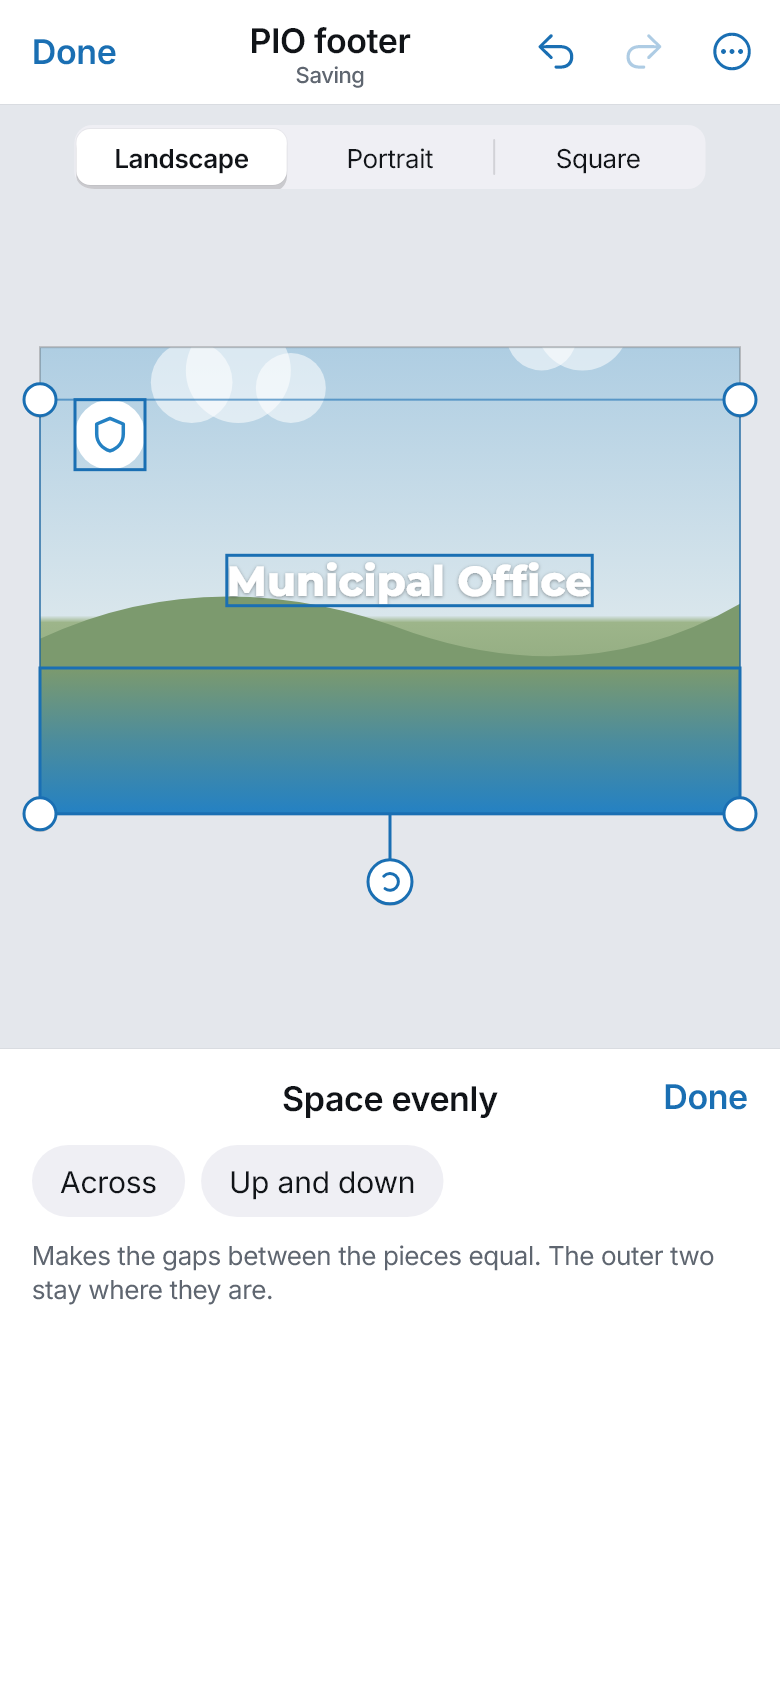 Done
PIO footer
Saving
Landscape
Portrait
Square
Municipal Office
Space evenly
Done
Across
Up and down
Makes the gaps between the pieces equal. The outer two
stay where they are.